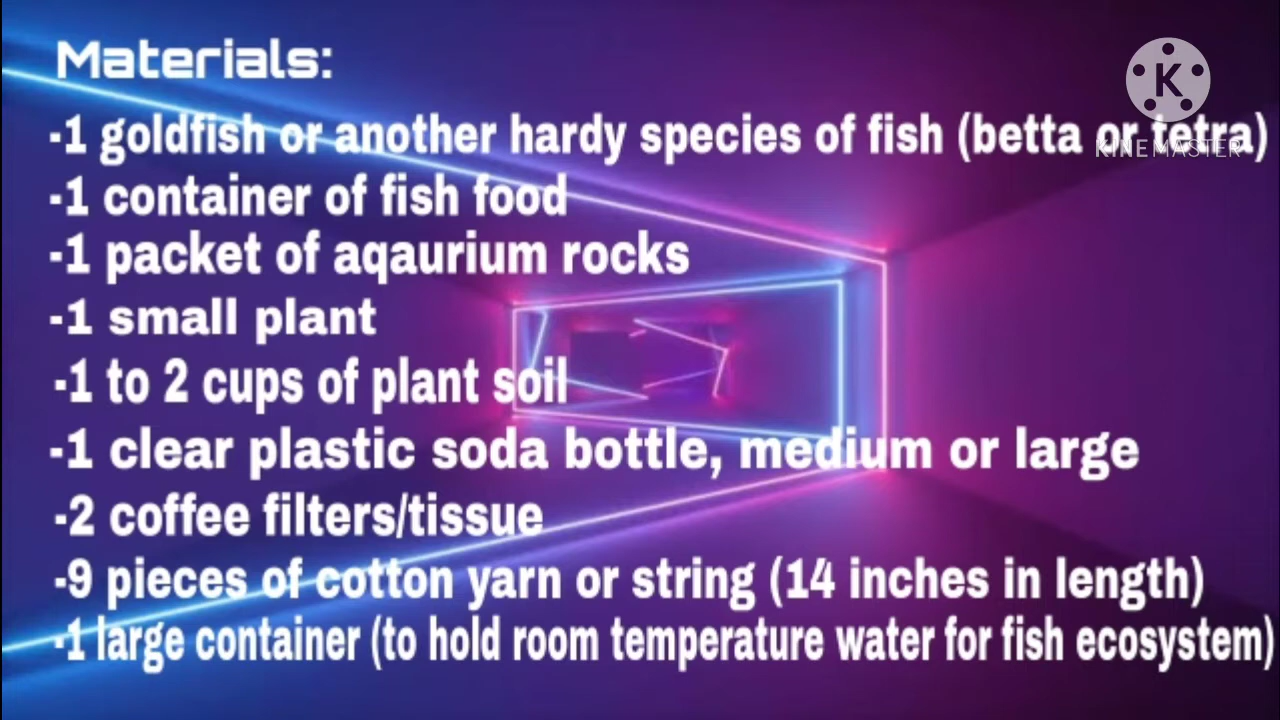 Materials:
K
KINEMASTER
-1 goldfish or another hardy species of fish (betta or tetra)
-1 container of fish food
-1 packet of aqaurium rocks
-1 small plant
-1 to 2 cups of plant soil
-1 clear plastic soda bottle, medium or large
-2 coffee filters/tissue
-9 pieces of cotton yarn or string (14 inches in length)
-1 large container (to hold room temperature water for fish ecosystem)